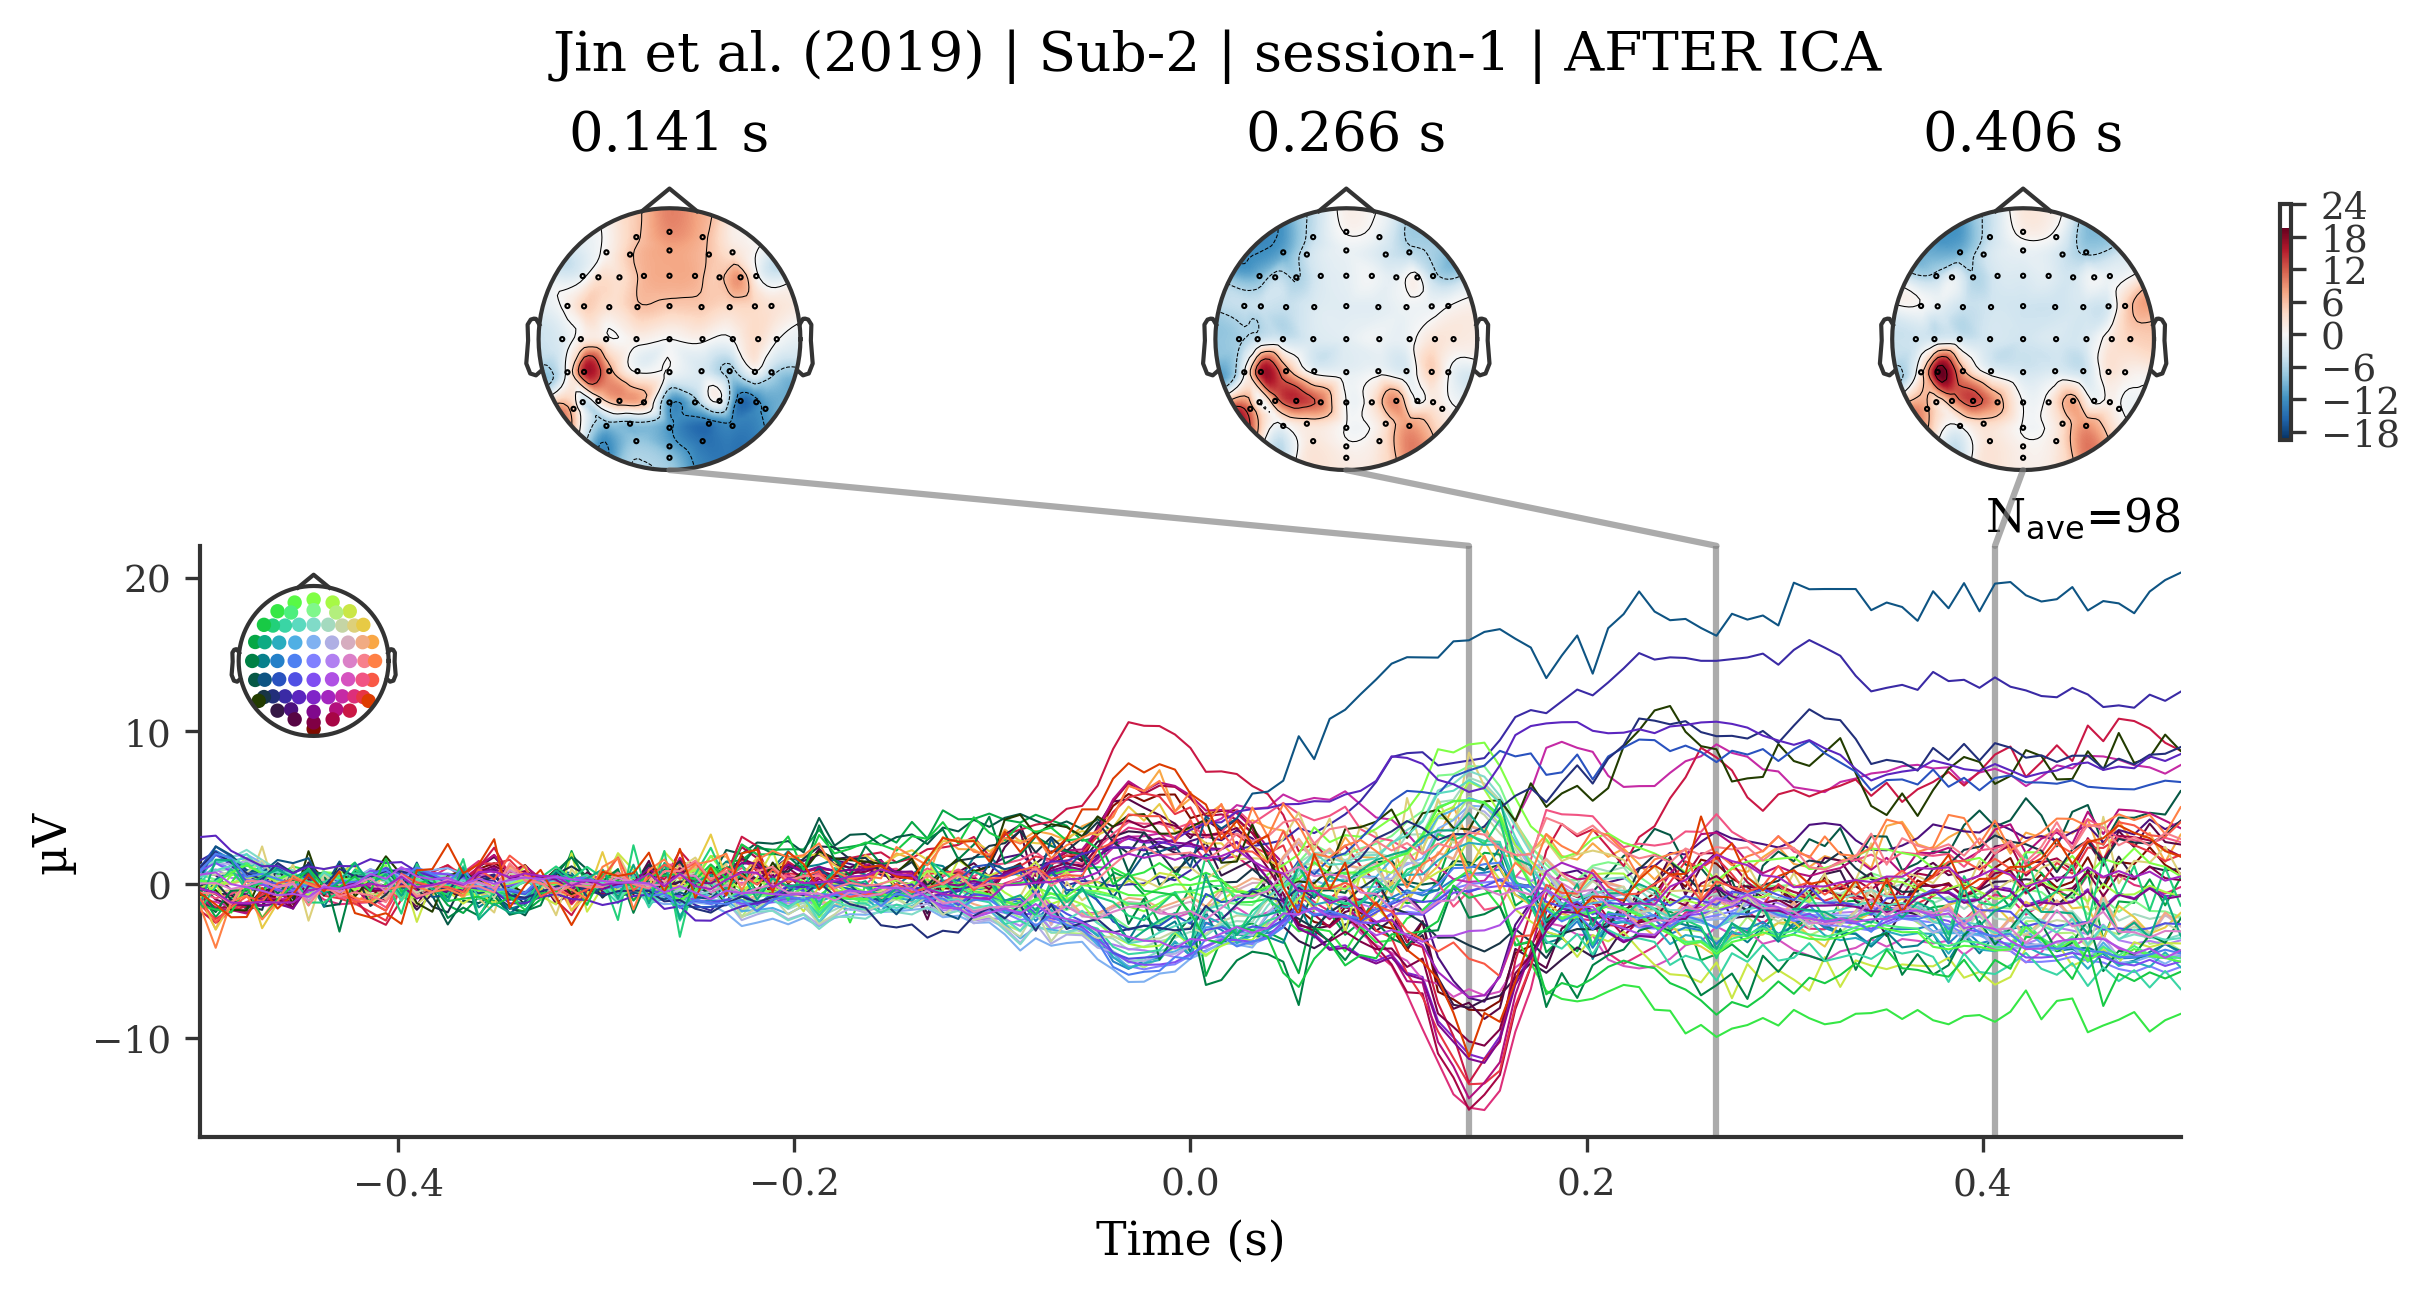 Jin et al. (2019) | Sub-2 | session-1 | AFTER ICA
0.141 s
0.266 s
0.406 s
24
18
12
6
0
−6
−12
−18
Nave=98
20
10
0
−10
µV
−0.4
−0.2
0.0
0.2
0.4
Time (s)